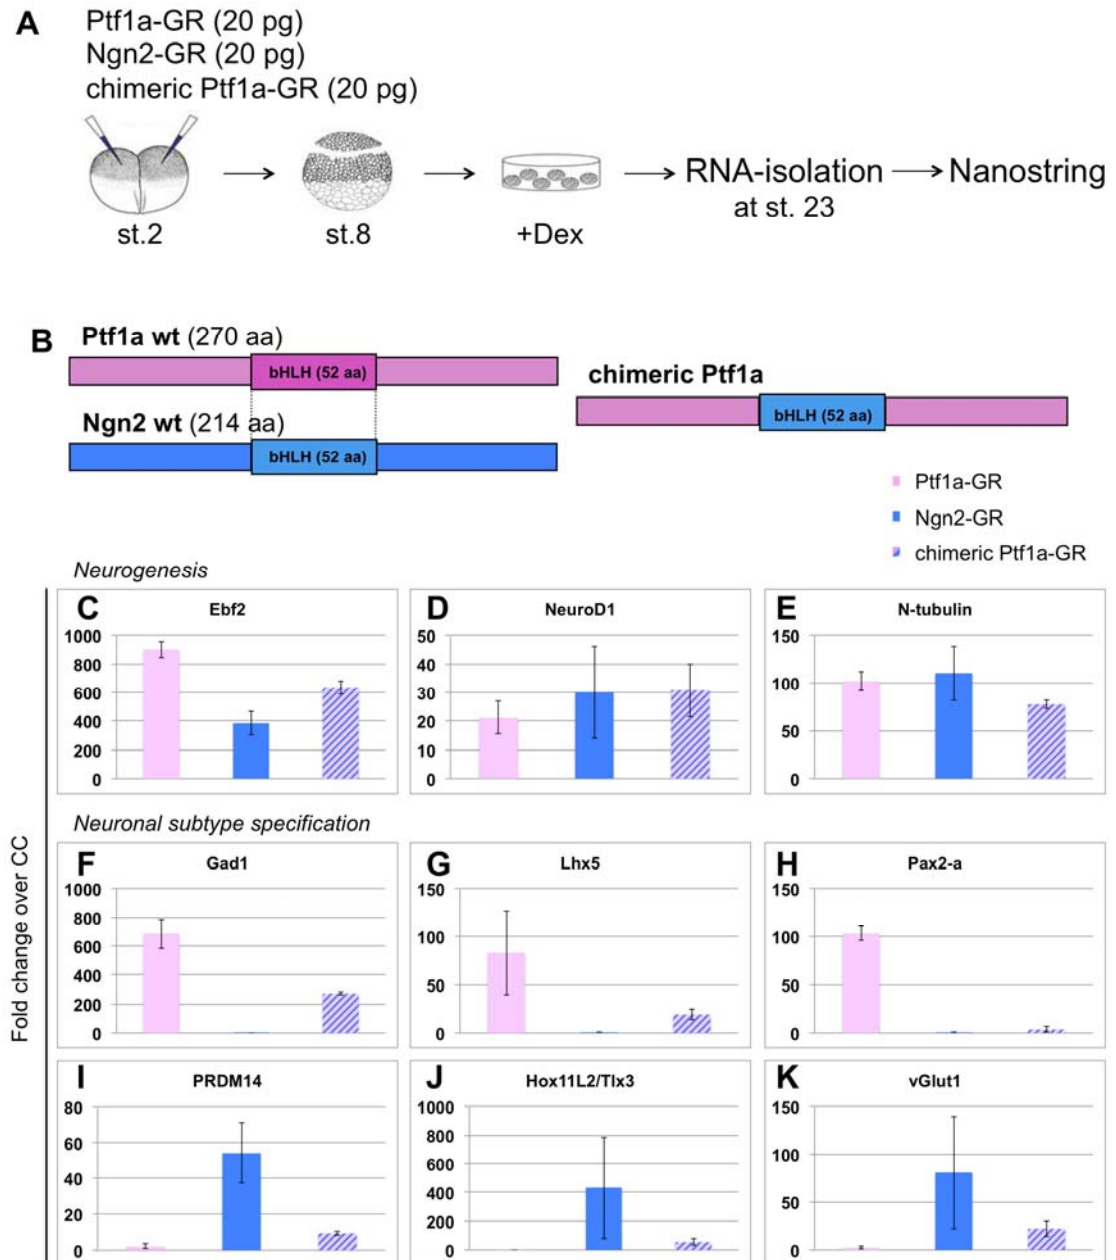 A
Ptf1a-GR (20 pg)
Ngn2-GR (20 pg)
chimeric Ptf1a-GR (20 pg)
st.2
st.8
+Dex
RNA-isolation
at st. 23
Nanostring
B
Ptf1a wt (270 aa)
bHLH (52 aa)
Ngn2 wt (214 aa)
bHLH (52 aa)
chimeric Ptf1a
bHLH (52 aa)
Ptf1a-GR
Ngn2-GR
chimeric Ptf1a-GR
Fold change over CC
Neurogenesis
C
Ebf2
1000
800
600
400
200
0
D
NeuroD1
50
40
30
20
10
0
E
N-tubulin
150
100
50
0
Neuronal subtype specification
F
Gad1
1000
800
600
400
200
0
G
Lhx5
150
100
50
0
H
Pax2-a
150
100
50
0
I
PRDM14
80
60
40
20
0
J
Hox11L2/Tlx3
1000
800
600
400
200
0
K
vGlut1
150
100
50
0